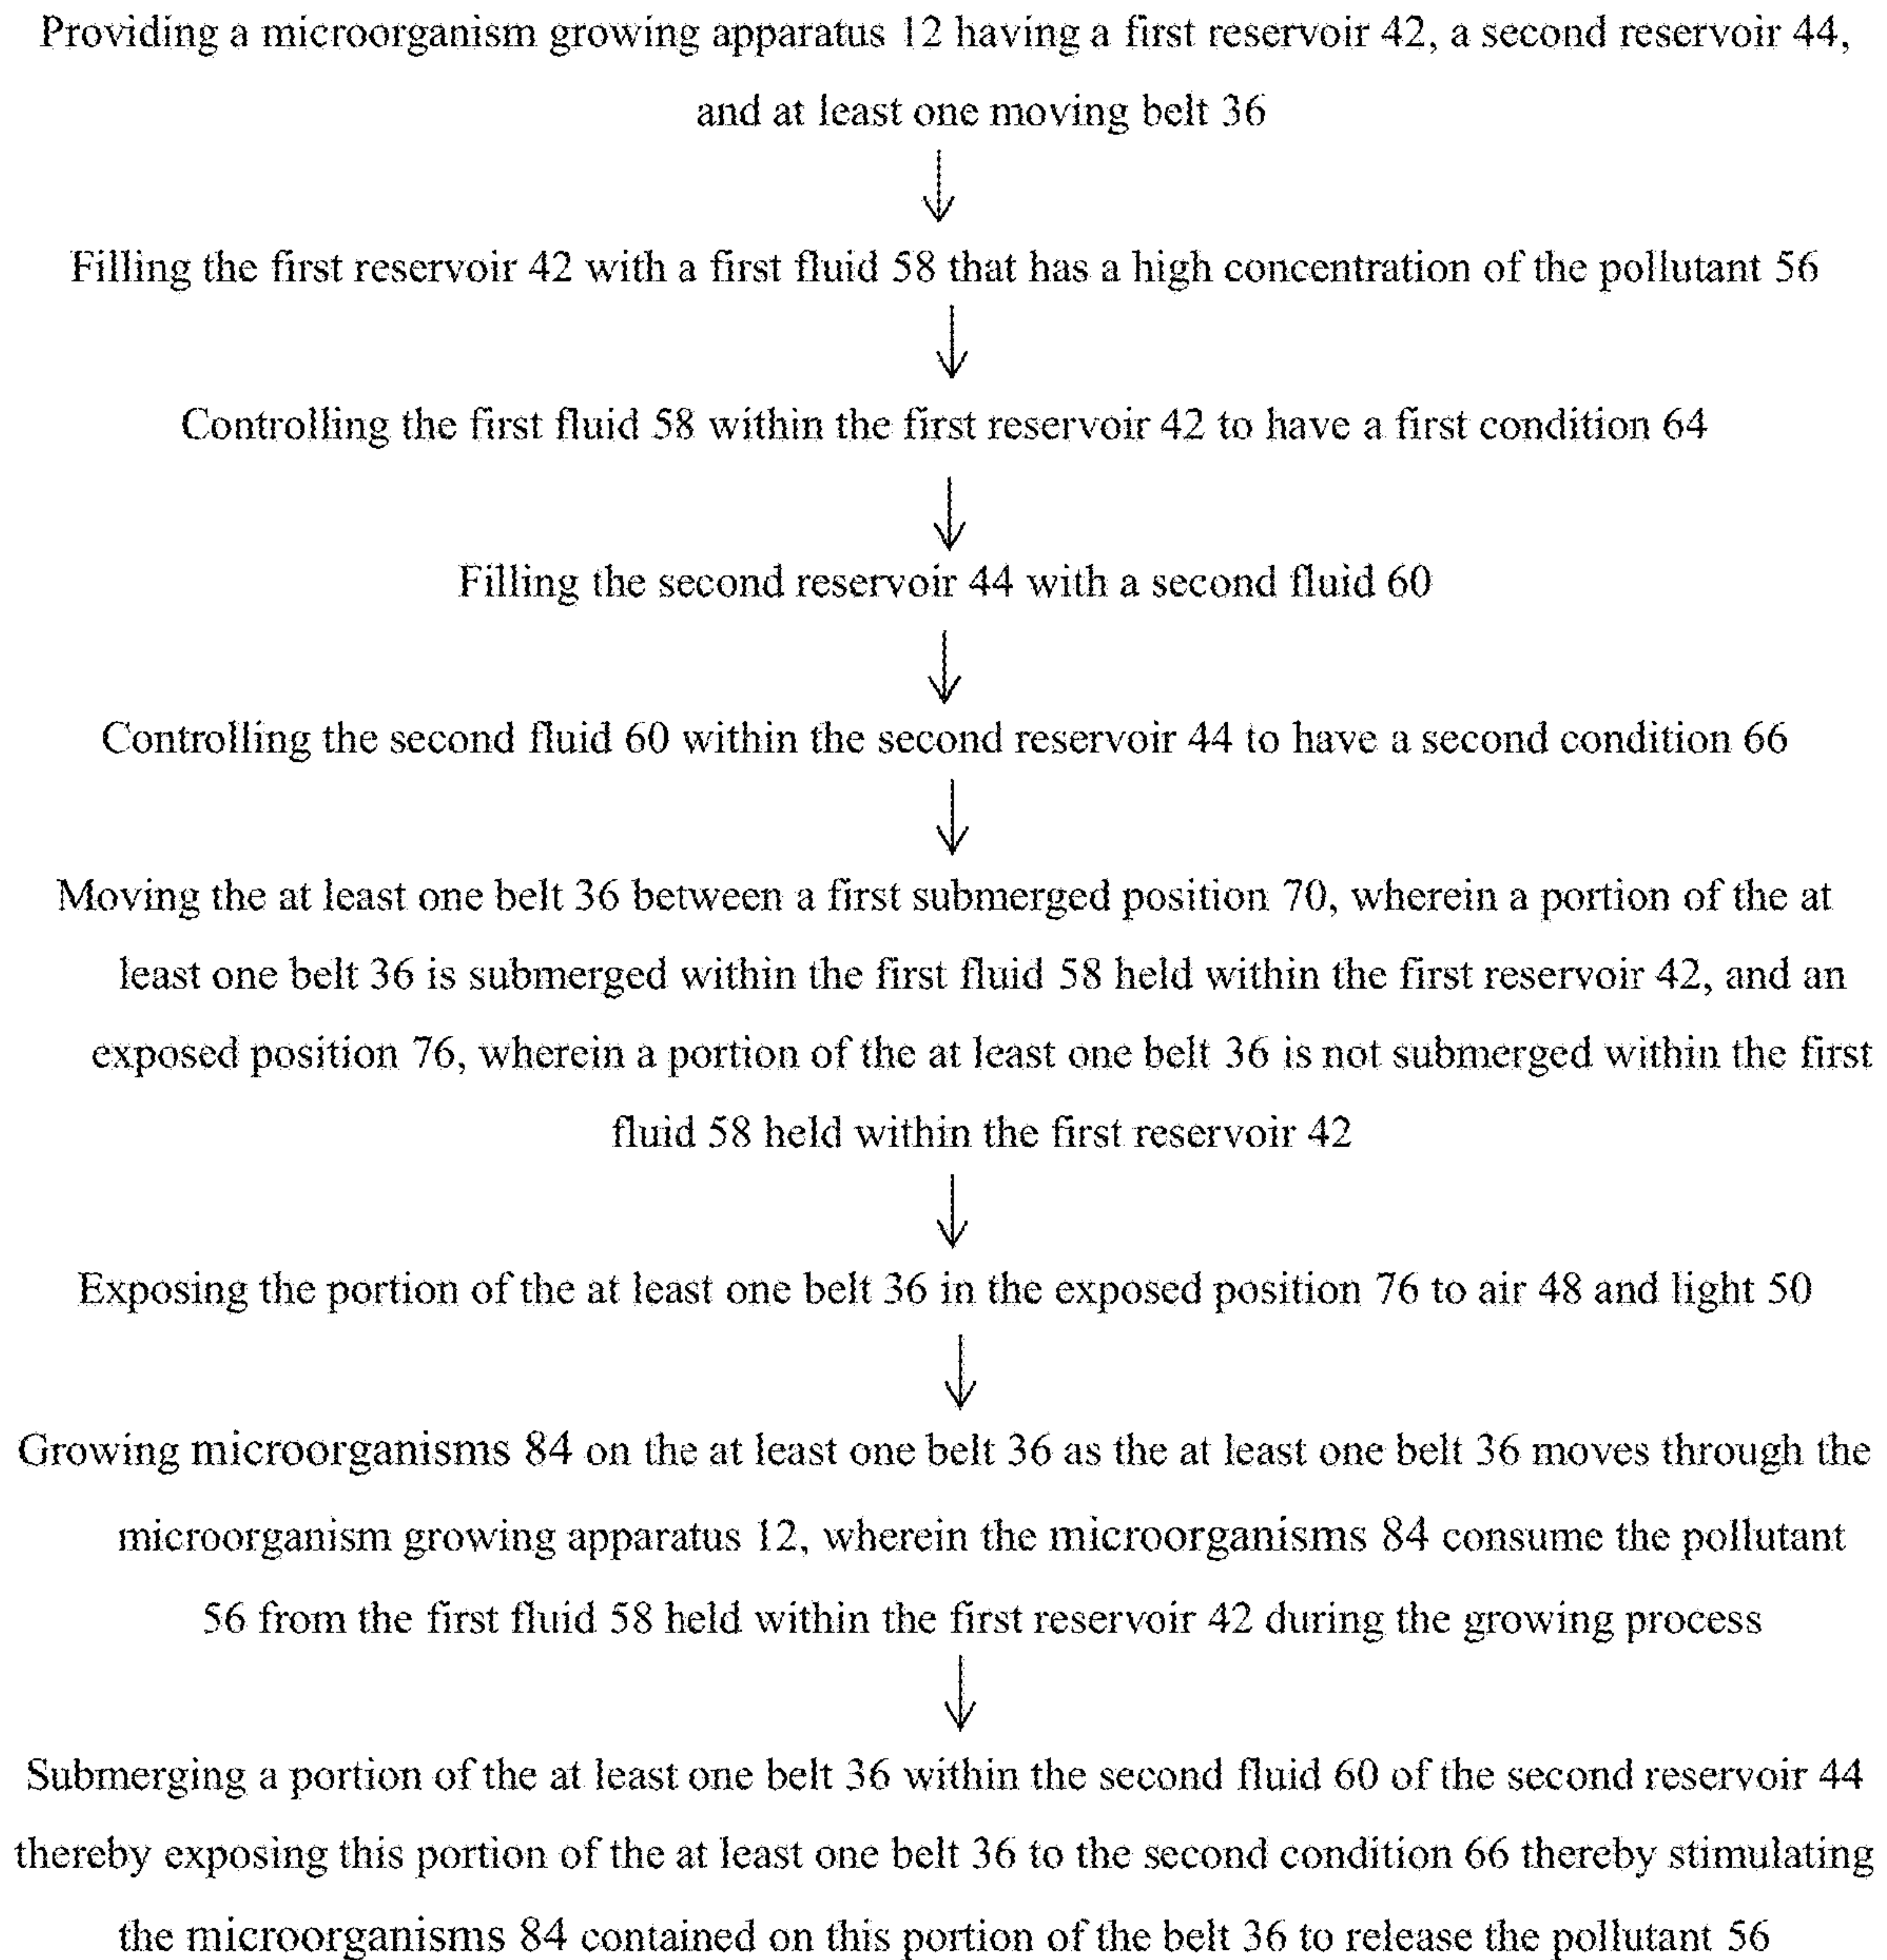 Providing a microorganism growing apparatus 12 having a first reservoir 42, a second reservoir 44,
and at least one moving belt 36
Filling the first reservoir 42 with a first fluid 58 that has a high concentration of the pollutant 56
Controlling the first fluid 58 within the first reservoir 42 to have a first condition 64
Filling the second reservoir 44 with a second fluid 60
Controlling the second fluid 60 within the second reservoir 44 to have a second condition 66
Moving the at least one belt 36 between a first submerged position 70, wherein a portion of the at
least one belt 36 is submerged within the first fluid 58 held within the first reservoir 42, and an
exposed position 76, wherein a portion of the at least one belt 36 is not submerged within the first
fluid 58 held within the first reservoir 42
Exposing the portion of the at least one belt 36 in the exposed position 76 to air 48 and light 50
Growing microorganisms 84 on the at least one belt 36 as the at least one belt 36 moves through the
microorganism growing apparatus 12, wherein the microorganisms 84 consume the pollutant
56 from the first fluid 58 held within the first reservoir 42 during the growing process
Submerging a portion of the at least one belt 36 within the second fluid 60 of the second reservoir 44
thereby exposing this portion of the at least one belt 36 to the second condition 66 thereby stimulating
the microorganisms 84 contained on this portion of the belt 36 to release the pollutant 56